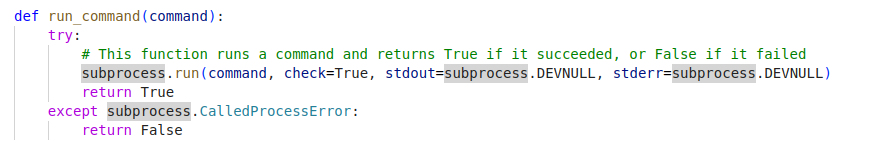 def run_command(command):
    try:
        # This function runs a command and returns True if it succeeded, or False if it failed
        subprocess.run(command, check=True, stdout=subprocess.DEVNULL, stderr=subprocess.DEVNULL)
        return True
    except subprocess.CalledProcessError:
        return False